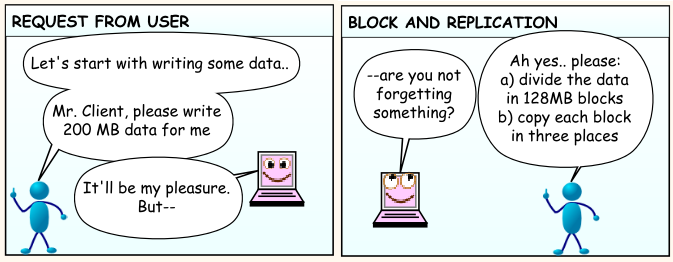 REQUEST FROM USER
Let's start with writing some data..
Mr. Client, please write
200 MB data for me
It'll be my pleasure.
But--
BLOCK AND REPLICATION
--are you not
forgetting
something?
Ah yes.. please:
a) divide the data
in 128MB blocks
b) copy each block
in three places